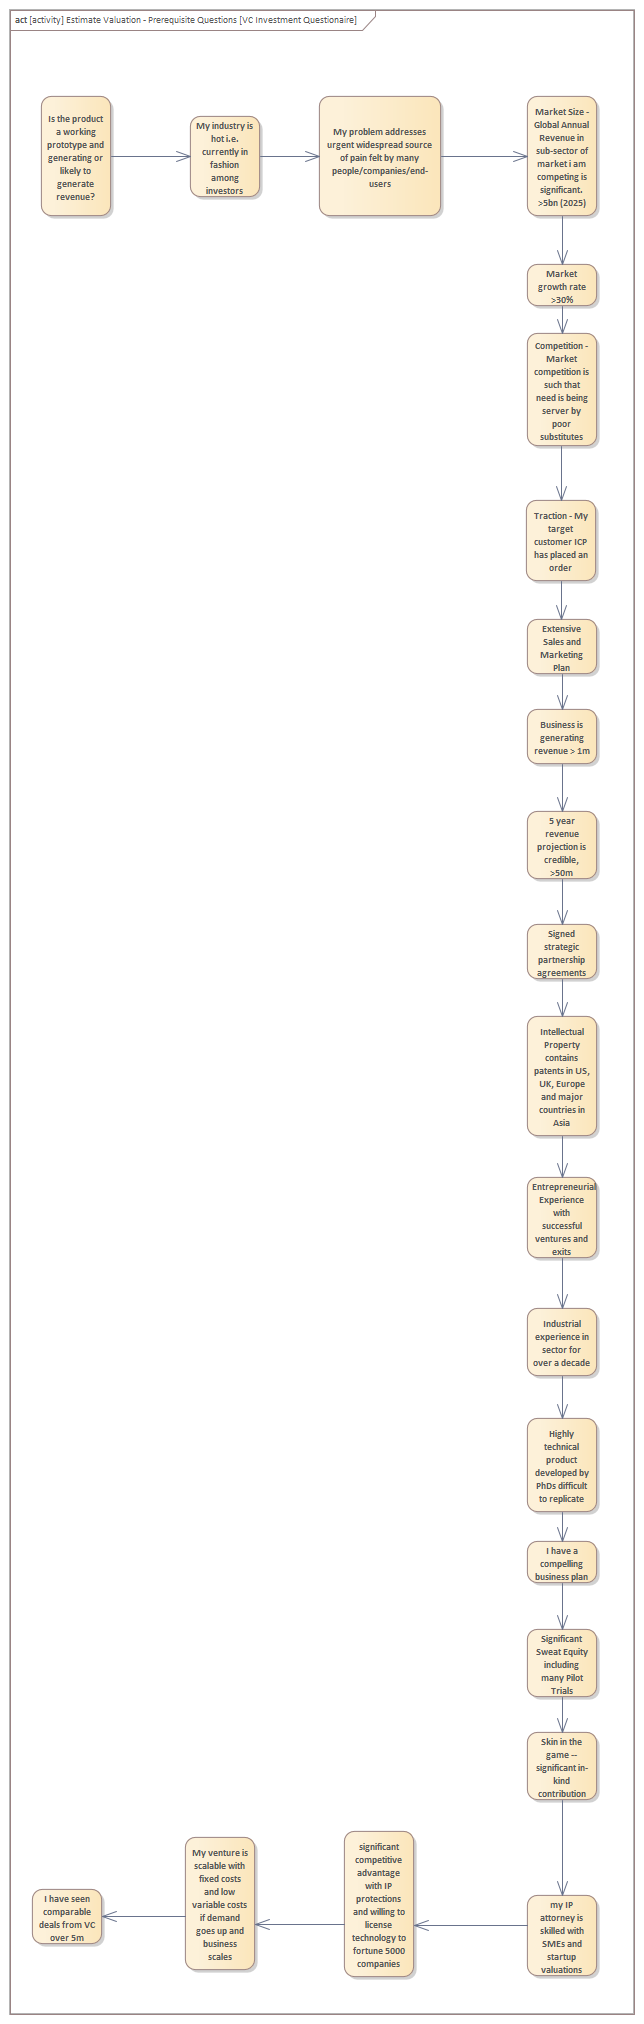 act [activity] Estimate Valuation - Prerequisite Questions [VC Investment Questionaire]
Is the product
a working
prototype and
generating or
likely to
generate
revenue?
My industry is
hot i.e.
currently in
fashion
among
investors
My problem addresses
urgent widespread source
of pain felt by many
people/companies/end-
users
Market Size -
Global Annual
Revenue in
sub-sector of
market i am
competing is
significant.
>5bn (2025)
Market
growth rate
>30%
Competition -
Market
competition is
such that
need is being
server by
poor
substitutes
Traction - My
target
customer ICP
has placed an
order
Extensive
Sales and
Marketing
Plan
Business is
generating
revenue > 1m
5 year
revenue
projection is
credible,
>50m
Signed
strategic
partnership
agreements
Intellectual
Property
contains
patents in US,
UK, Europe
and major
countries in
Asia
Entrepreneurial
Experience
with
successful
ventures and
exits
Industrial
experience in
sector for
over a decade
Highly
technical
product
developed by
PhDs difficult
to replicate
I have a
compelling
business plan
Significant
Sweat Equity
including
many Pilot
Trials
Skin in the
game --
significant in-
kind
contribution
my IP
attorney is
skilled with
SMEs and
startup
valuations
significant
competitive
advantage
with IP
protections
and willing to
license
technology to
fortune 5000
companies
My venture is
scalable with
fixed costs
and low
variable costs
if demand
goes up and
business
scales
I have seen
comparable
deals from VC
over 5m